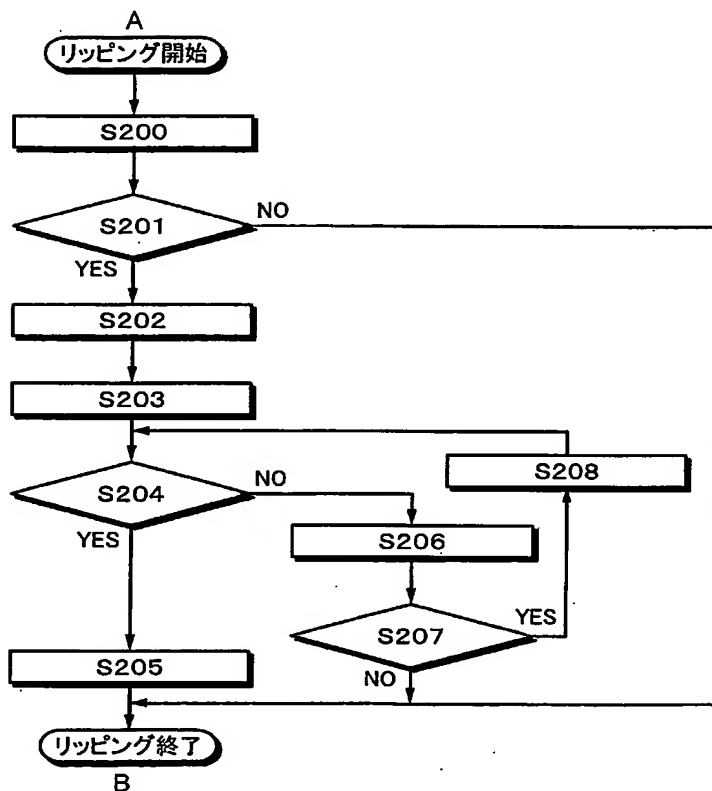 A
リッピング開始
S200
S201
NO
YES
S202
S203
S204
NO
YES
S208
S206
S207
YES
NO
S205
リッピング終了
B